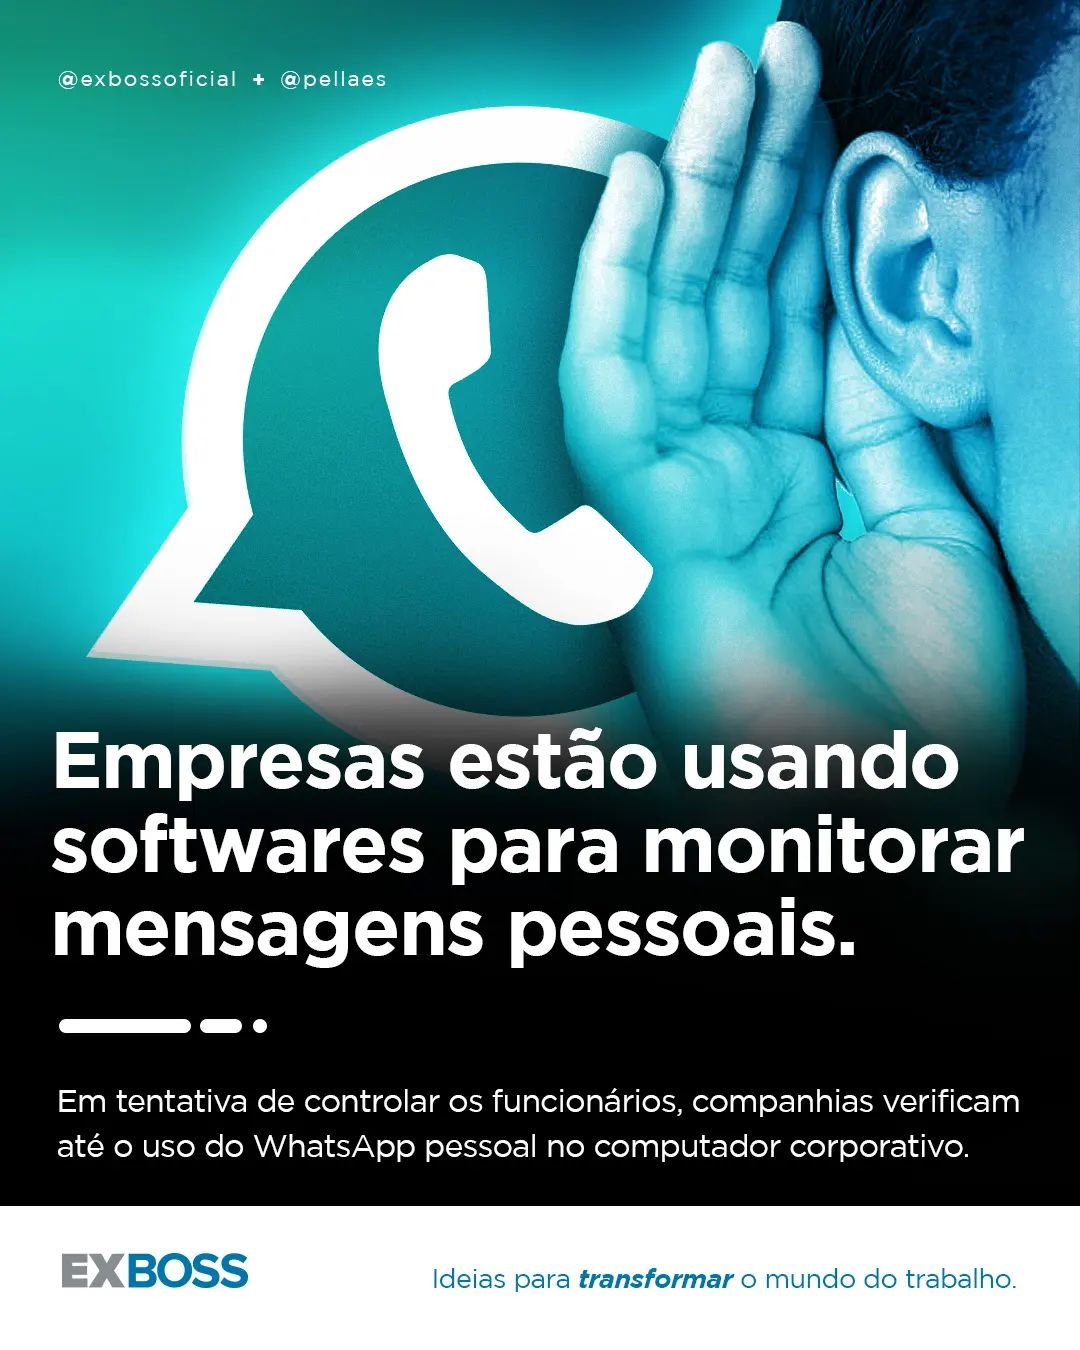 @exbossoficial + @pellaes
Empresas estão usando
softwares para monitorar
mensagens pessoais.
Em tentativa de controlar os funcionários, companhias verificam
até o uso do WhatsApp pessoal no computador corporativo.
EXBOSS
Ideias para transformar o mundo do trabalho.